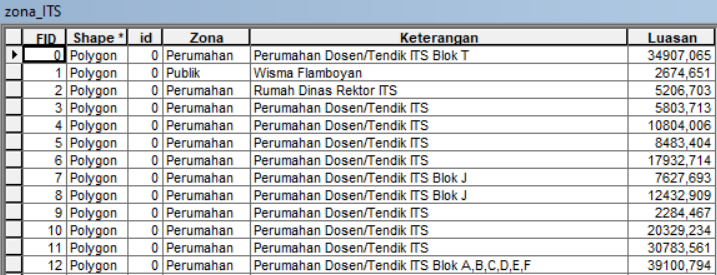 zona_ITS
FID Shape * id Zona Keterangan Luasan
0 Polygon 0 Perumahan Perumahan Dosen/Tendik ITS Blok T 34907,065
1 Polygon 0 Publik Wisma Flamboyan 2674,651
2 Polygon 0 Perumahan Rumah Dinas Rektor ITS 5206,703
3 Polygon 0 Perumahan Perumahan Dosen/Tendik ITS 5803,713
4 Polygon 0 Perumahan Perumahan Dosen/Tendik ITS 10804,006
5 Polygon 0 Perumahan Perumahan Dosen/Tendik ITS 8483,404
6 Polygon 0 Perumahan Perumahan Dosen/Tendik ITS 17932,714
7 Polygon 0 Perumahan Perumahan Dosen/Tendik ITS Blok J 7627,693
8 Polygon 0 Perumahan Perumahan Dosen/Tendik ITS Blok J 12432,909
9 Polygon 0 Perumahan Perumahan Dosen/Tendik ITS 2284,467
10 Polygon 0 Perumahan Perumahan Dosen/Tendik ITS 20329,234
11 Polygon 0 Perumahan Perumahan Dosen/Tendik ITS 30783,561
12 Polygon 0 Perumahan Perumahan Dosen/Tendik ITS Blok A,B,C,D,E,F 39100,794